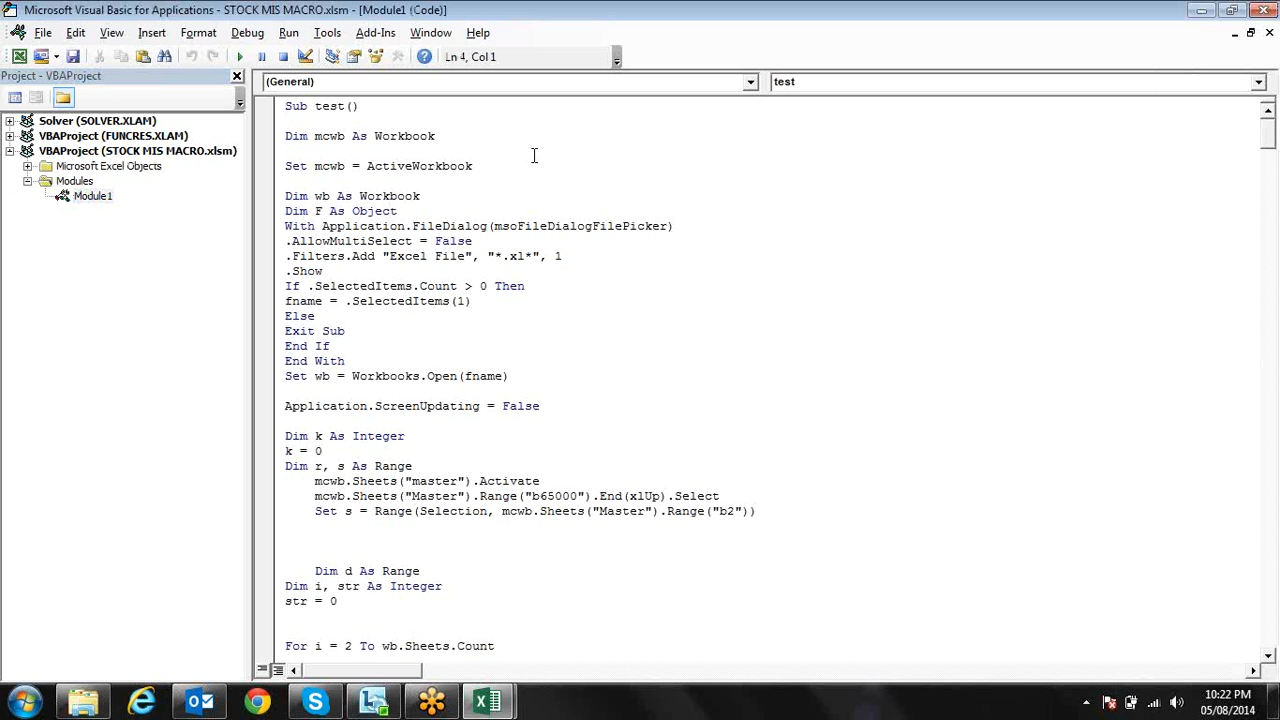 Microsoft Visual Basic for Applications - STOCK MIS MACRO.xlsm - [Module1 (Code)]
File Edit View Insert Format Debug Run Tools Add-Ins Window Help
Ln 4, Col 1
Project - VBAProject
(General) test
Solver (SOLVER.XLAM)
VBAProject (FUNCRES.XLAM)
VBAProject (STOCK MIS MACRO.xlsm)
Microsoft Excel Objects
Modules
Module1
Sub test()
Dim mcwb As Workbook
Set mcwb = ActiveWorkbook
Dim wb As Workbook
Dim F As Object
With Application.FileDialog(msoFileDialogFilePicker)
.AllowMultiSelect = False
.Filters.Add "Excel File", "*.xl*", 1
.Show
If .SelectedItems.Count > 0 Then
fname = .SelectedItems(1)
Else
Exit Sub
End If
End With
Set wb = Workbooks.Open(fname)
Application.ScreenUpdating = False
Dim k As Integer
k = 0
Dim r, s As Range
mcwb.Sheets("master").Activate
mcwb.Sheets("Master").Range("b65000").End(xlUp).Select
Set s = Range(Selection, mcwb.Sheets("Master").Range("b2"))
Dim d As Range
Dim i, str As Integer
str = 0
For i = 2 To wb.Sheets.Count
10:22 PM
05/08/2014